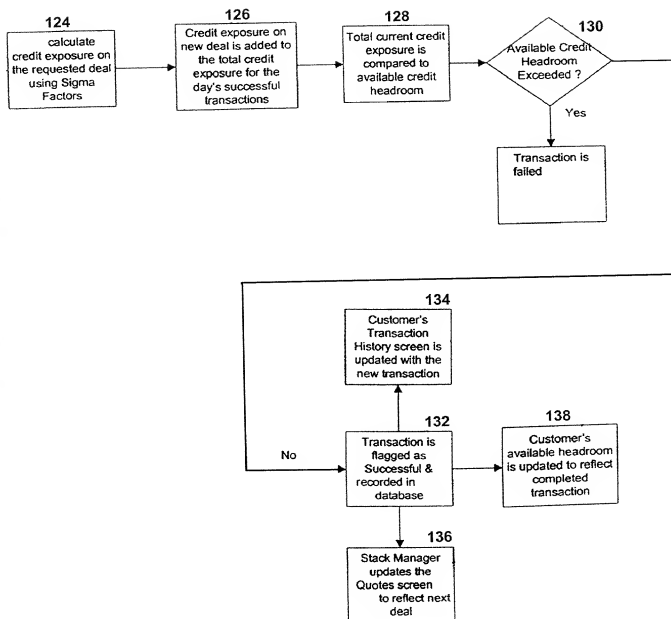 124
calculate
credit exposure on
the requested deal
using Sigma
Factors
126
Credit exposure on
new deal is added to
the total credit
exposure for the
day's successful
transactions
128
Total current credit
exposure is
compared to
available credit
headroom
130
Available Credit
Headroom
Exceeded ?
Yes
Transaction is
failed
134
Customer's
Transaction
History screen is
updated with the
new transaction
No
132
Transaction is
flagged as
Successful &
recorded in
database
138
Customer's
available headroom
is updated to reflect
completed
transaction
136
Stack Manager
updates the
Quotes screen
to reflect next
deal